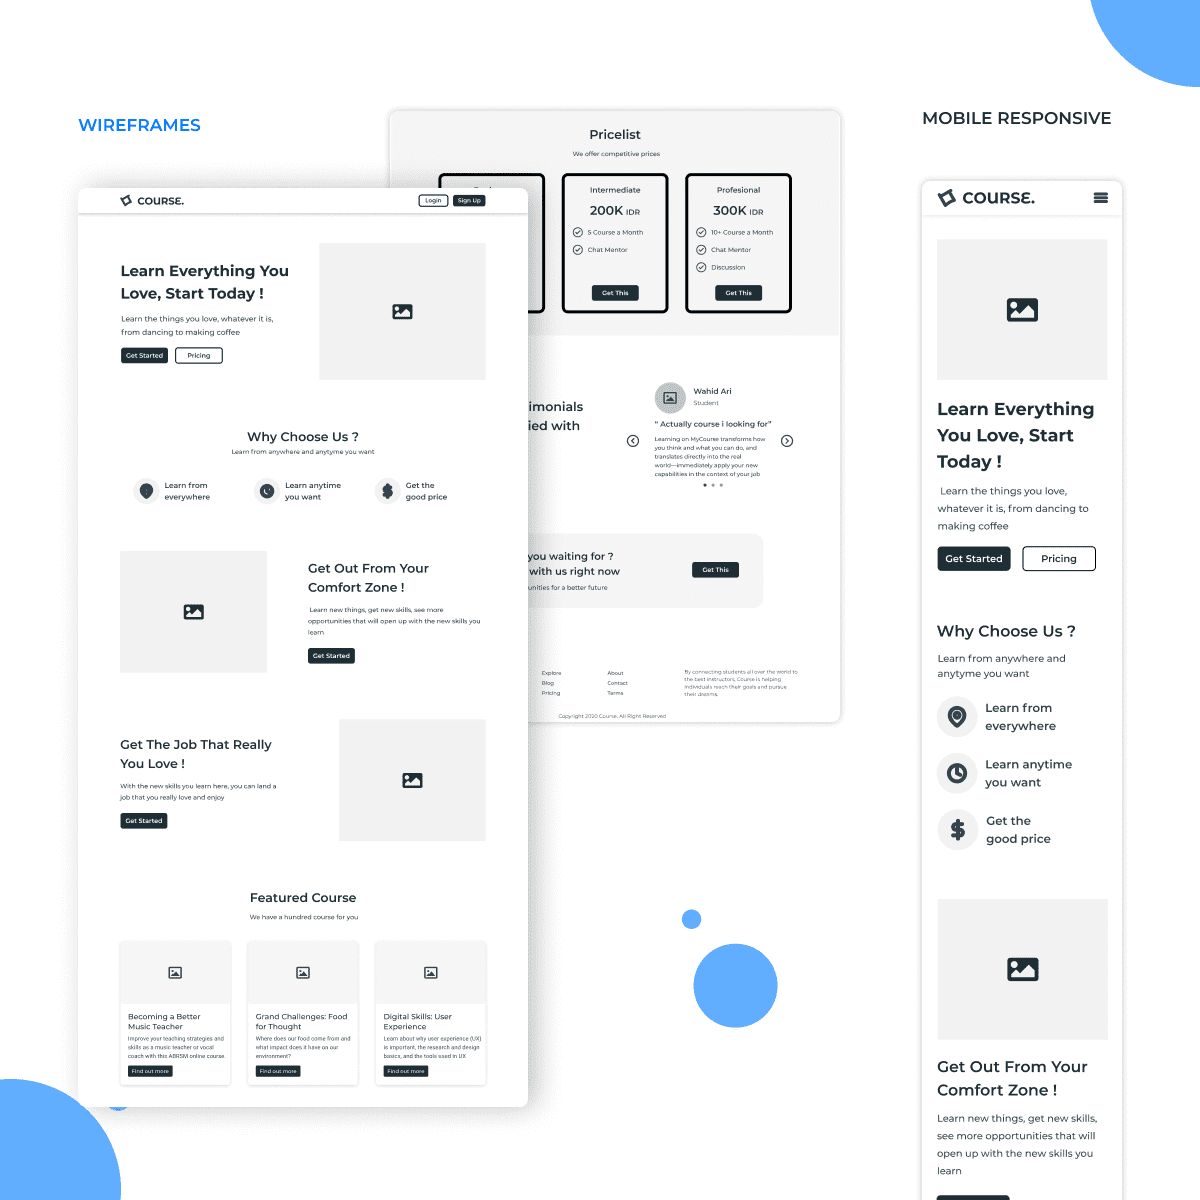 WIREFRAMES
MOBILE RESPONSIVE
COURSE.
Login
Sign Up
Learn Everything You
Love, Start Today !
Learn the things you love, whatever it is,
from dancing to making coffee
Get Started
Pricing
Why Choose Us ?
Learn from anywhere and anytyme you want
Learn from
everywhere
Learn anytime
you want
Get the
good price
Get Out From Your
Comfort Zone !
Learn new things, get new skills, see more
opportunities that will open up with the new skills you
learn
Get Started
Get The Job That Really
You Love !
With the new skills you learn here, you can land a
job that you really love and enjoy
Get Started
Featured Course
We have a hundred course for you
Becoming a Better
Music Teacher
Improve your teaching strategies and
skills as a music teacher or vocal
coach with this ABRSM online course.
Find out more
Grand Challenges: Food
for Thought
Where does our food come from and
what impact does it have on our
environment?
Find out more
Digital Skills: User
Experience
Learn about why user experience (UX)
is important, the research and design
basics, and the tools used in UX
Find out more
Pricelist
We offer competitive prices
Intermediate
200K IDR
5 Course a Month
Chat Mentor
Get This
Profesional
300K IDR
10+ Course a Month
Chat Mentor
Discussion
Get This
imonials
ied with
Wahid Ari
Student
“ Actually course i looking for”
Learning on MyCourse transforms how
you think and what you can do, and
translates directly into the real
world—immediately apply your new
capabilities in the context of your job
you waiting for ?
with us right now
unities for a better future
Get This
Explore
Blog
Pricing
About
Contact
Terms
By connecting students all over the world to
the best instructors, Course is helping
individuals reach their goals and pursue
their dreams.
Copyright 2020 Course, All Right Reserved
COURSE.
Learn Everything
You Love, Start
Today !
Learn the things you love,
whatever it is, from dancing to
making coffee
Get Started
Pricing
Why Choose Us ?
Learn from anywhere and
anytyme you want
Learn from
everywhere
Learn anytime
you want
Get the
good price
Get Out From Your
Comfort Zone !
Learn new things, get new skills,
see more opportunities that will
open up with the new skills you
learn